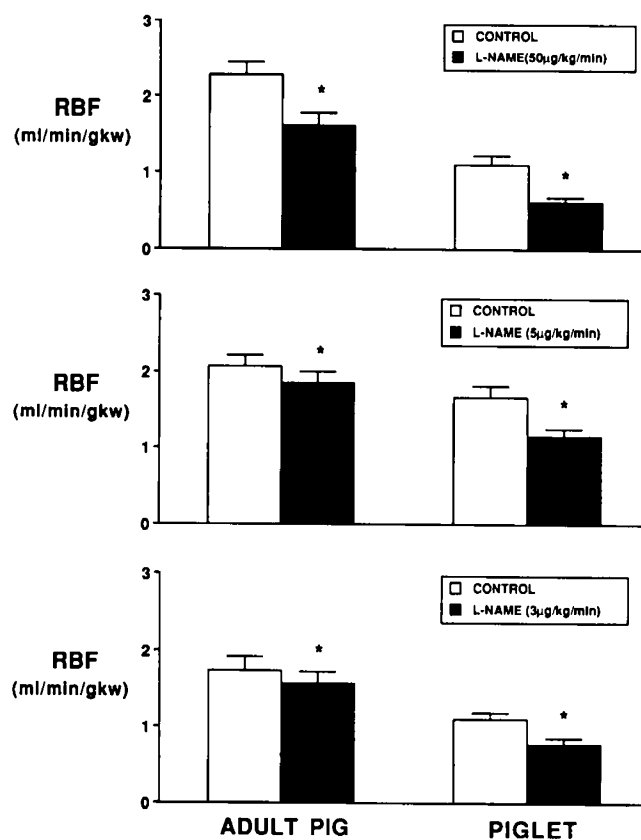 3
CONTROL
L-NAME(50µg/kg/min)
RBF
(ml/min/gkw)
2
1
0
*
*
3
CONTROL
L-NAME (5µg/kg/min)
RBF
(ml/min/gkw)
2
1
0
*
*
3
CONTROL
L-NAME (3µg/kg/min)
RBF
(ml/min/gkw)
2
1
0
*
*
ADULT PIG
PIGLET